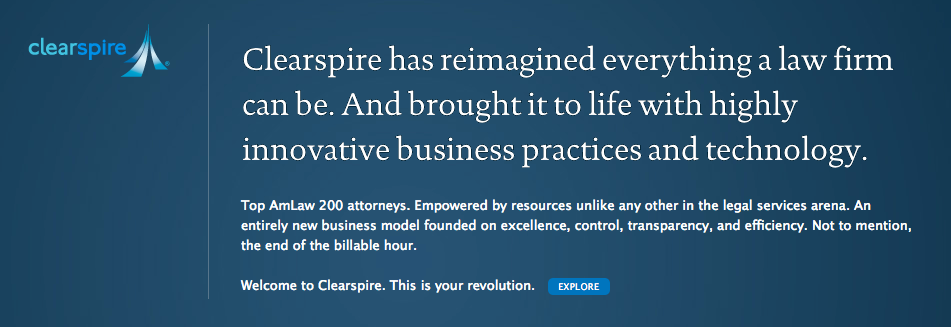 clearspire®
Clearspire has reimagined everything a law firm
can be. And brought it to life with highly
innovative business practices and technology.
Top AmLaw 200 attorneys. Empowered by resources unlike any other in the legal services arena. An
entirely new business model founded on excellence, control, transparency, and efficiency. Not to mention,
the end of the billable hour.
Welcome to Clearspire. This is your revolution. EXPLORE